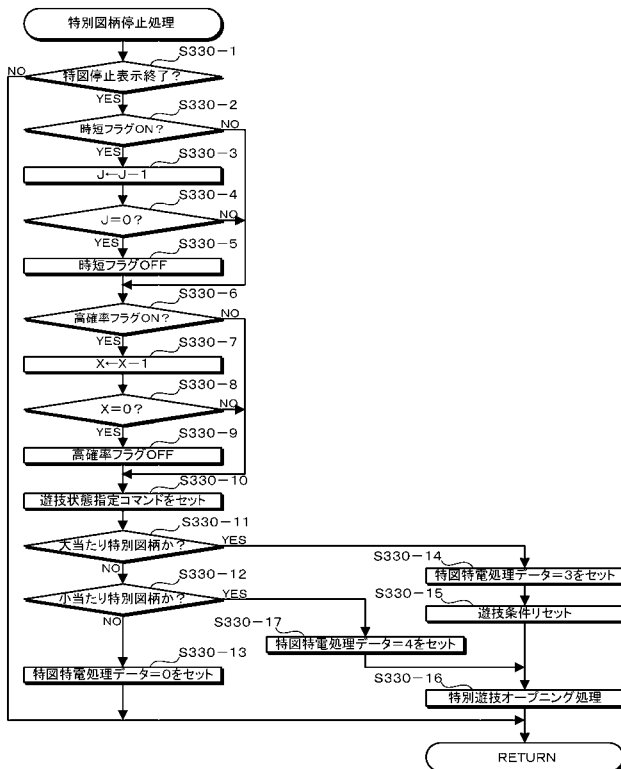 特別図柄停止処理
S330-1
特図停止表示終了？
NO
YES
S330-2
時短フラグON？
NO
YES
S330-3
J←J-1
S330-4
J=0？
NO
YES
S330-5
時短フラグOFF
S330-6
高確率フラグON？
NO
YES
S330-7
X←X-1
S330-8
X=0？
NO
YES
S330-9
高確率フラグOFF
S330-10
遊技状態指定コマンドをセット
S330-11
大当たり特別図柄か？
YES
NO
S330-12
小当たり特別図柄か？
YES
NO
S330-13
特図特電処理データ=0をセット
S330-14
特図特電処理データ=3をセット
S330-15
遊技条件リセット
S330-17
特図特電処理データ=4をセット
S330-16
特別遊技オープニング処理
RETURN